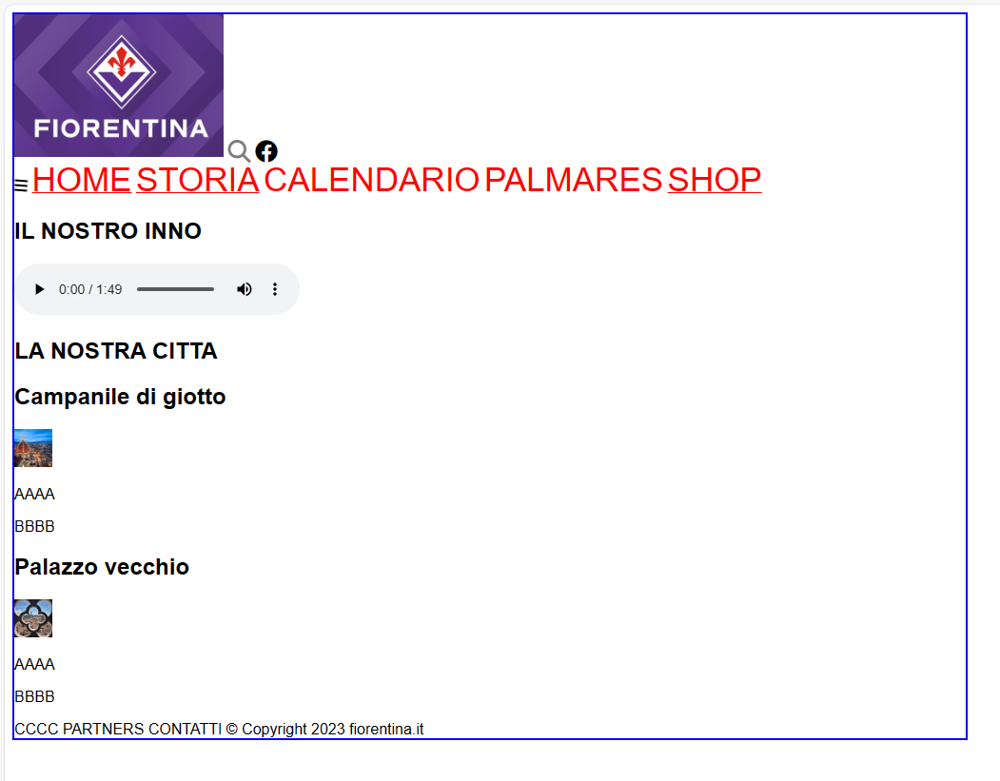 FIORENTINA
HOME STORIA CALENDARIO PALMARES SHOP
IL NOSTRO INNO
0:00 / 1:49
LA NOSTRA CITTA
Campanile di giotto
AAAA
BBBB
Palazzo vecchio
AAAA
BBBB
CCCC PARTNERS CONTATTI © Copyright 2023 fiorentina.it